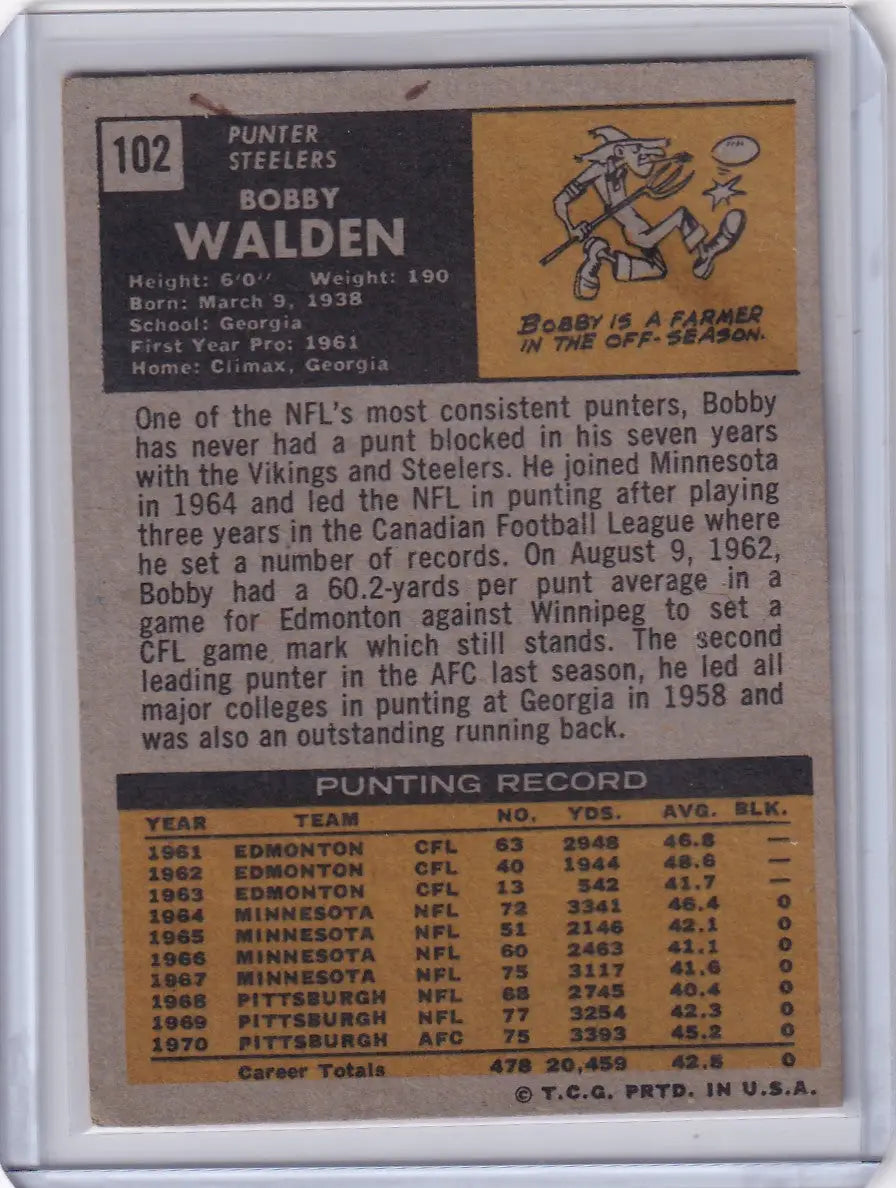 102
PUNTER
STEELERS
BOBBY
WALDEN
Height: 6'0" Weight: 190
Born: March 9, 1938
School: Georgia
First Year Pro: 1961
Home: Climax, Georgia
BOBBY IS A FARMER
IN THE OFF-SEASON.
One of the NFL's most consistent punters, Bobby
has never had a punt blocked in his seven years
with the Vikings and Steelers. He joined Minnesota
in 1964 and led the NFL in punting after playing
three years in the Canadian Football League where
he set a number of records. On August 9, 1962,
Bobby had a 60.2-yards per punt average in a
game for Edmonton against Winnipeg to set a
CFL game mark which still stands. The second
leading punter in the AFC last season, he led all
major colleges in punting at Georgia in 1958 and
was also an outstanding running back.
PUNTING RECORD
YEAR TEAM NO. YDS. AVG. BLK.
1961 EDMONTON CFL 63 2948 46.8 —
1962 EDMONTON CFL 40 1944 48.6 —
1963 EDMONTON CFL 13 542 41.7 —
1964 MINNESOTA NFL 72 3341 46.4 0
1965 MINNESOTA NFL 51 2146 42.1 0
1966 MINNESOTA NFL 60 2463 41.1 0
1967 MINNESOTA NFL 75 3117 41.6 0
1968 PITTSBURGH NFL 68 2745 40.4 0
1969 PITTSBURGH NFL 77 3254 42.3 0
1970 PITTSBURGH AFC 75 3393 45.2 0
Career Totals 478 20,459 42.8 0
© T.C.G. PRTD. IN U.S.A.